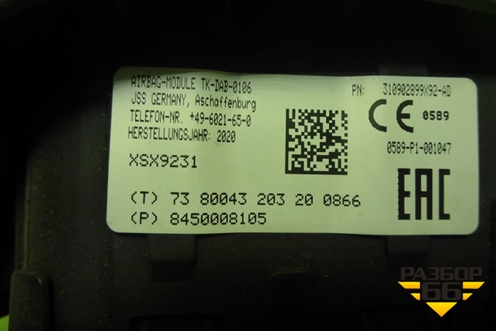 AIRBAG-MODULE TK-DAB-0106
JSS GERMANY, Aschaffenburg
TELEFON-NR. +49-6021-65-0
HERSTELLUNGSJAHR: 2020
PN: 310902899X92-AD
CE 0589
0589-P1-001047
XSX9231
(T) 73 80043 203 20 0866
(P) 8450008105
EAC
РАЗБОР
66